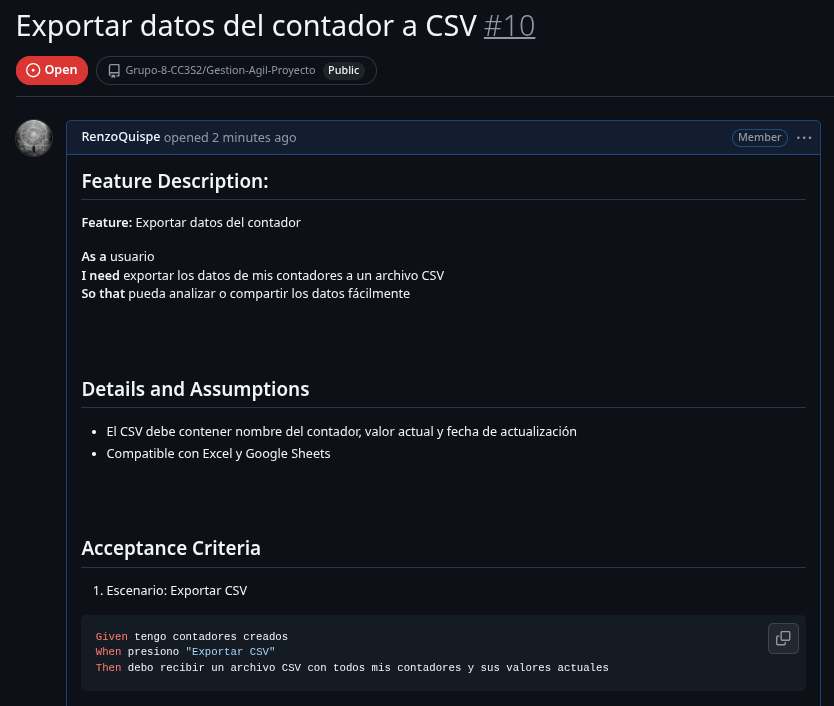 Exportar datos del contador a CSV #10
Open
Grupo-8-CC3S2/Gestion-Agil-Proyecto Public
RenzoQuispe opened 2 minutes ago
Member
Feature Description:
Feature: Exportar datos del contador
As a usuario
I need exportar los datos de mis contadores a un archivo CSV
So that pueda analizar o compartir los datos fácilmente
Details and Assumptions
El CSV debe contener nombre del contador, valor actual y fecha de actualización
Compatible con Excel y Google Sheets
Acceptance Criteria
1. Escenario: Exportar CSV
Given tengo contadores creados
When presiono "Exportar CSV"
Then debo recibir un archivo CSV con todos mis contadores y sus valores actuales